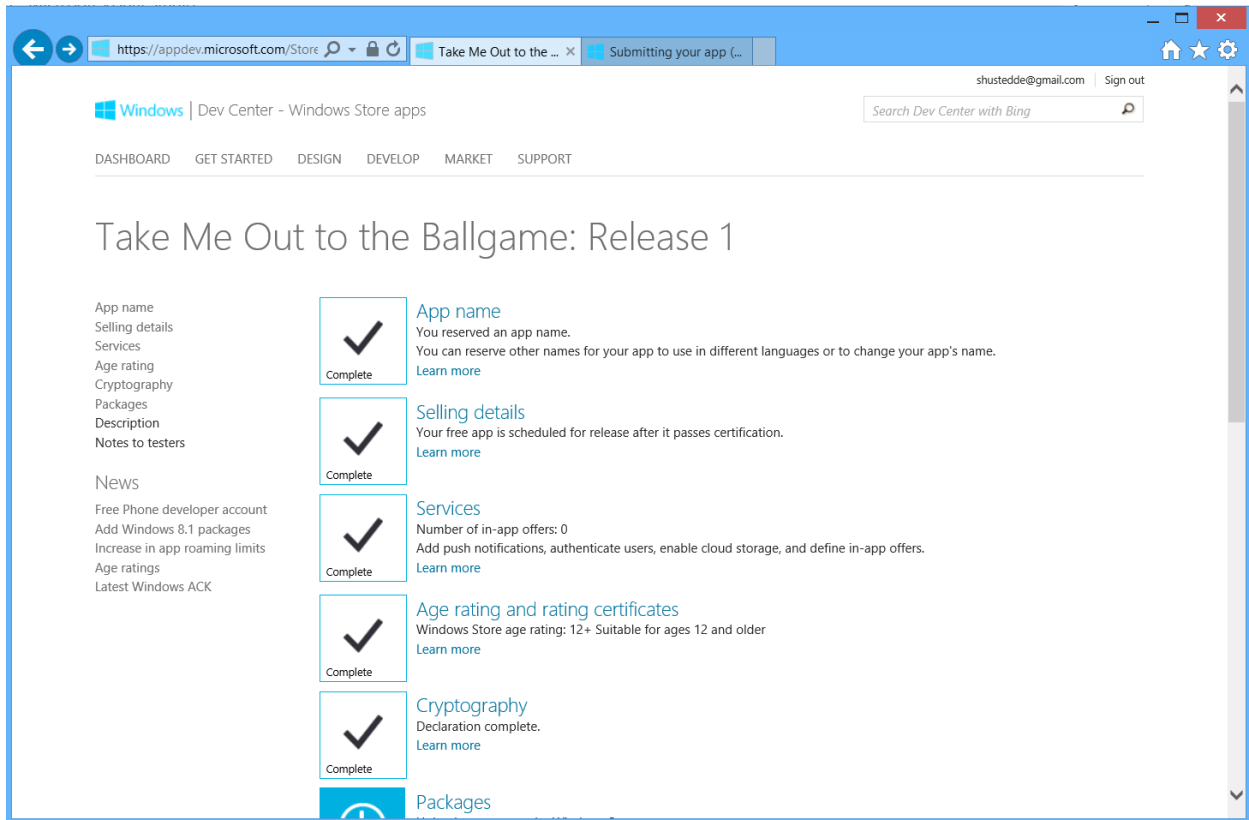 https://appdev.microsoft.com/Store
Take Me Out to the ...
Submitting your app (...
shustedde@gmail.com
Sign out
Windows | Dev Center - Windows Store apps
Search Dev Center with Bing
DASHBOARD GET STARTED DESIGN DEVELOP MARKET SUPPORT
Take Me Out to the Ballgame: Release 1
App name
Selling details
Services
Age rating
Cryptography
Packages
Description
Notes to testers
News
Free Phone developer account
Add Windows 8.1 packages
Increase in app roaming limits
Age ratings
Latest Windows ACK
Complete
App name
You reserved an app name.
You can reserve other names for your app to use in different languages or to change your app's name.
Learn more
Complete
Selling details
Your free app is scheduled for release after it passes certification.
Learn more
Complete
Services
Number of in-app offers: 0
Add push notifications, authenticate users, enable cloud storage, and define in-app offers.
Learn more
Complete
Age rating and rating certificates
Windows Store age rating: 12+ Suitable for ages 12 and older
Learn more
Complete
Cryptography
Declaration complete.
Learn more
Packages